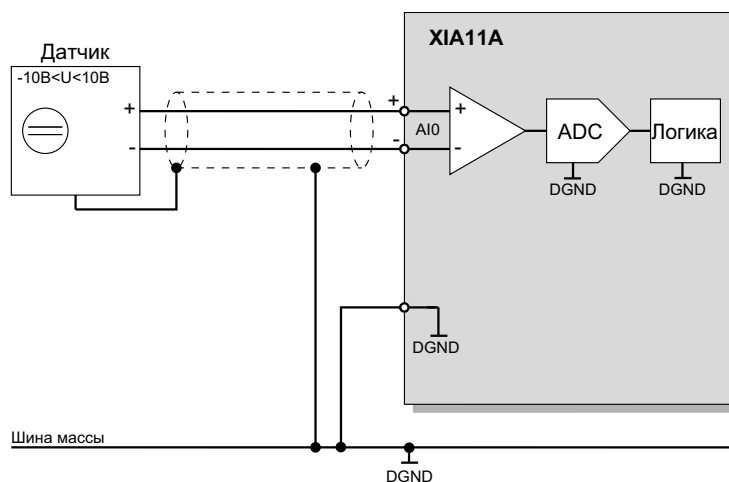 XIA11A
Датчик
-10В<U<10В
+
-
+
-
AI0
+
-
ADC
Логика
DGND
DGND
DGND
Шина массы
DGND